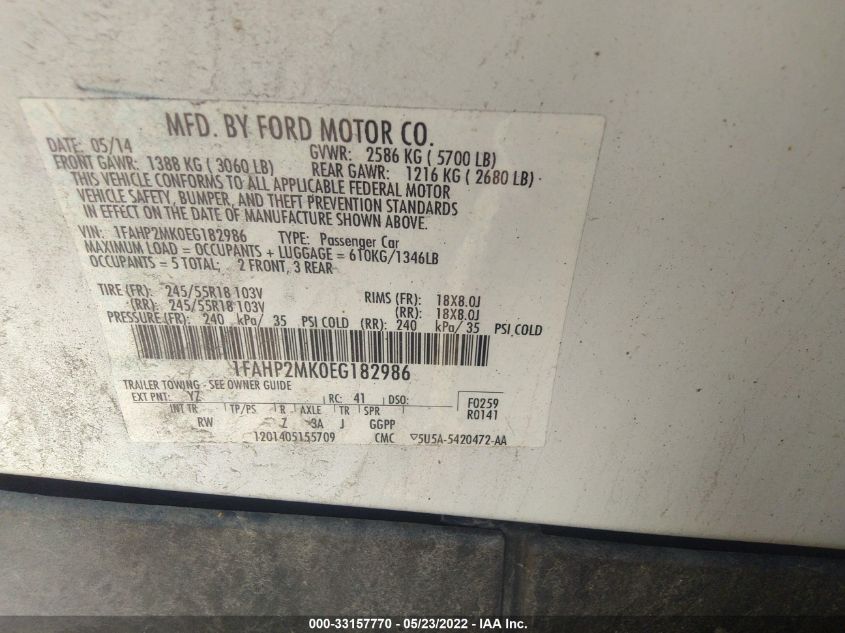 MFD. BY FORD MOTOR CO.
DATE: 05/14 GVWR: 2586 KG ( 5700 LB)
FRONT GAWR: 1388 KG ( 3060 LB) REAR GAWR: 1216 KG ( 2680 LB)
THIS VEHICLE CONFORMS TO ALL APPLICABLE FEDERAL MOTOR
VEHICLE SAFETY, BUMPER, AND THEFT PREVENTION STANDARDS
IN EFFECT ON THE DATE OF MANUFACTURE SHOWN ABOVE.
VIN: 1FAHP2MK0EG182986 TYPE: Passenger Car
MAXIMUM LOAD = OCCUPANTS + LUGGAGE = 610KG/1346LB
OCCUPANTS = 5 TOTAL; 2 FRONT, 3 REAR
TIRE (FR): 245/55R18 103V RIMS (FR): 18X8.0J
(RR): 245/55R18 103V (RR): 18X8.0J
PRESSURE (FR): 240 kPa/ 35 PSI COLD (RR): 240 kPa/ 35 PSI COLD
1FAHP2MK0EG182986
TRAILER TOWING - SEE OWNER GUIDE
EXT PNT: YZ RC: 41 DSO: F0259
INT TR TP/PS R AXLE TR SPR R0141
RW Z 3A J GGPP
1201405155709 CMC ▽5U5A-5420472-AA
000-33157770 - 05/23/2022 - IAA Inc.